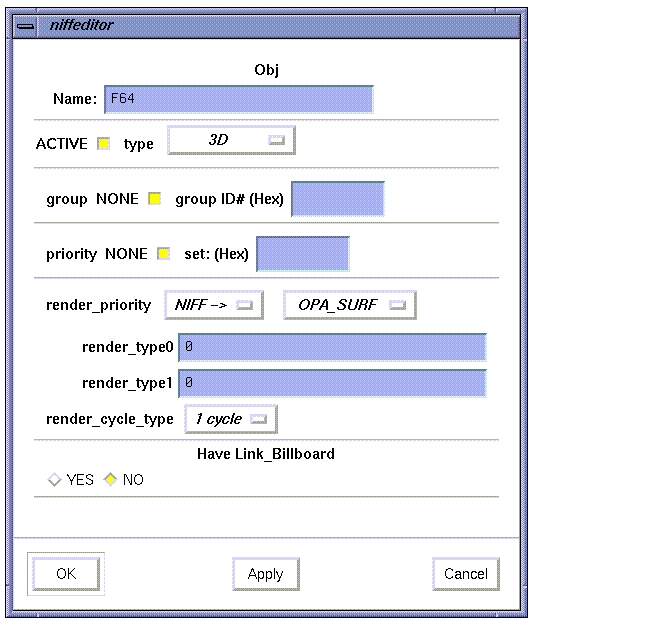 niffeditor
Obj
Name: F64
ACTIVE type 3D
group NONE group ID# (Hex)
priority NONE set: (Hex)
render_priority NIFF -> OPA_SURF
render_type0 0
render_type1 0
render_cycle_type 1 cycle
Have Link_Billboard
YES NO
OK Apply Cancel